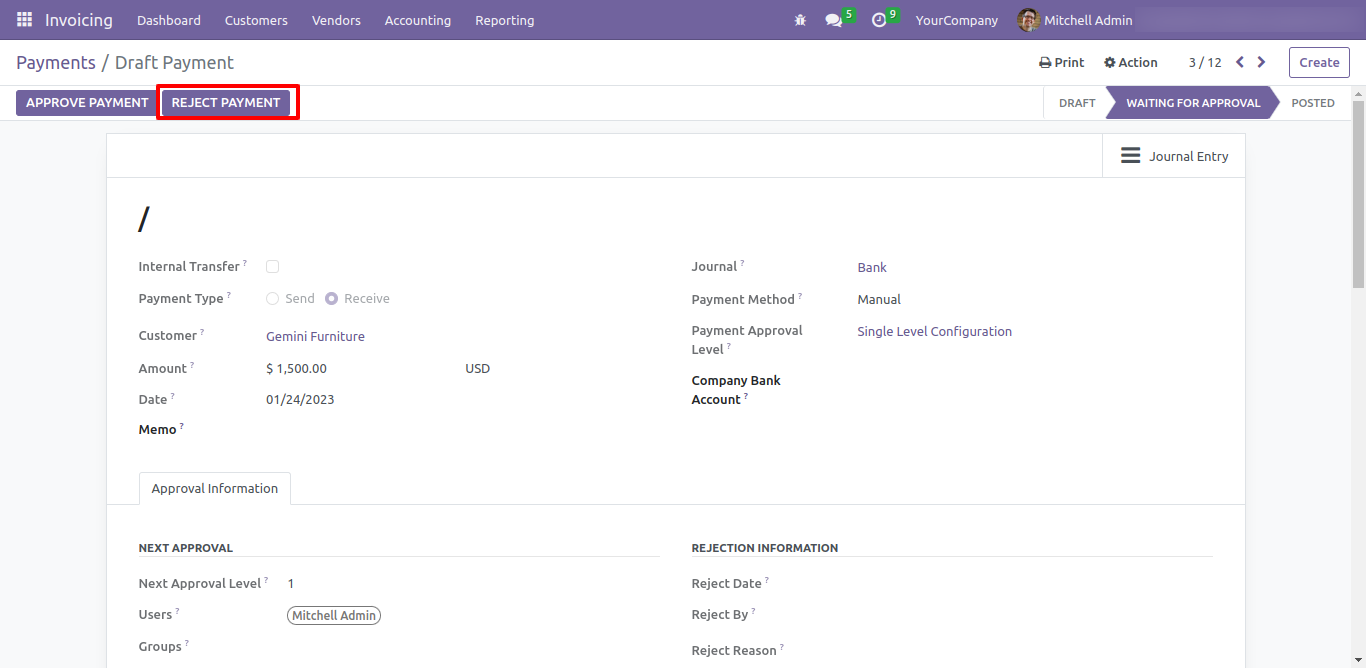 Invoicing Dashboard Customers Vendors Accounting Reporting 5 9 YourCompany Mitchell Admin
Payments / Draft Payment Print Action 3 / 12 Create
APPROVE PAYMENT REJECT PAYMENT DRAFT WAITING FOR APPROVAL POSTED
Journal Entry
/
Internal Transfer ? Journal ? Bank
Payment Type ? Send Receive Payment Method ? Manual
Customer ? Gemini Furniture Payment Approval Single Level Configuration
Level ?
Amount ? $ 1,500.00 USD
Company Bank
Date ? 01/24/2023 Account ?
Memo ?
Approval Information
NEXT APPROVAL REJECTION INFORMATION
Next Approval Level ? 1 Reject Date ?
Users ? Mitchell Admin Reject By ?
Groups ? Reject Reason ?